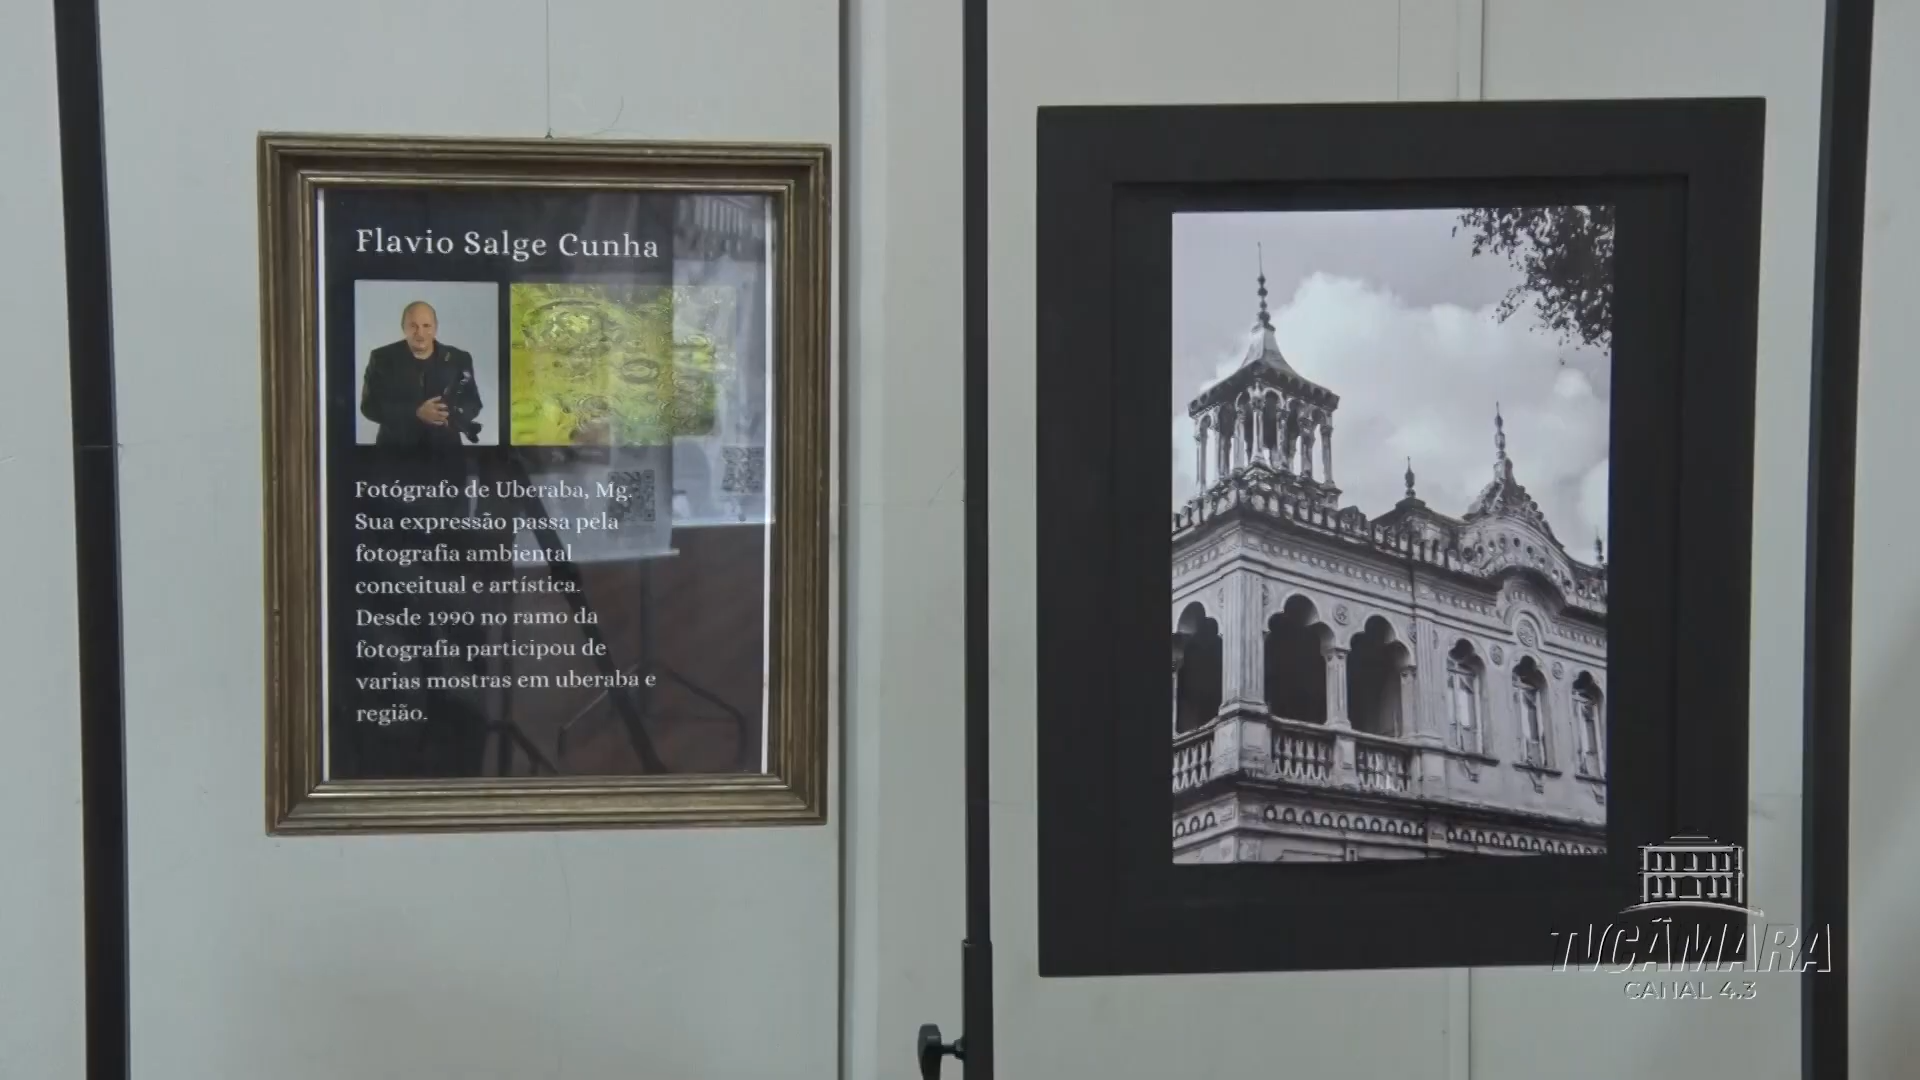 Flavio Salge Cunha
Fotógrafo de Uberaba, Mg.
Sua expressão passa pela
fotografia ambiental
conceitual e artística.
Desde 1990 no ramo da
fotografia participou de
varias mostras em uberaba e
região.
TVCÂMARA
CANAL 4.3